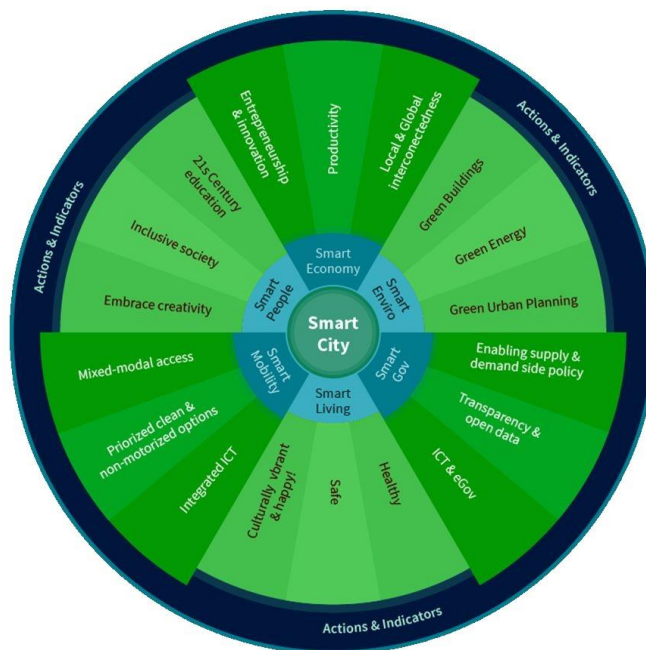 Actions & Indicators
Actions & Indicators
Entrepreneurship
& innovation
Productivity
Local & Global
interconnectedness
21s Century
education
Inclusive society
Embrace creativity
Green Buildings
Green Energy
Green Urban Planning
Smart
Economy
Smart
People
Smart
Enviro
Smart
City
Smart
Mobility
Smart
Gov
Smart
Living
Mixed-modal access
Priorized clean &
non-motorized options
Integrated ICT
Enabling supply &
demand side policy
Transparency &
open data
ICT & eGov
Culturally vibrant
& happy!
Safe
Healthy
Actions & Indicators